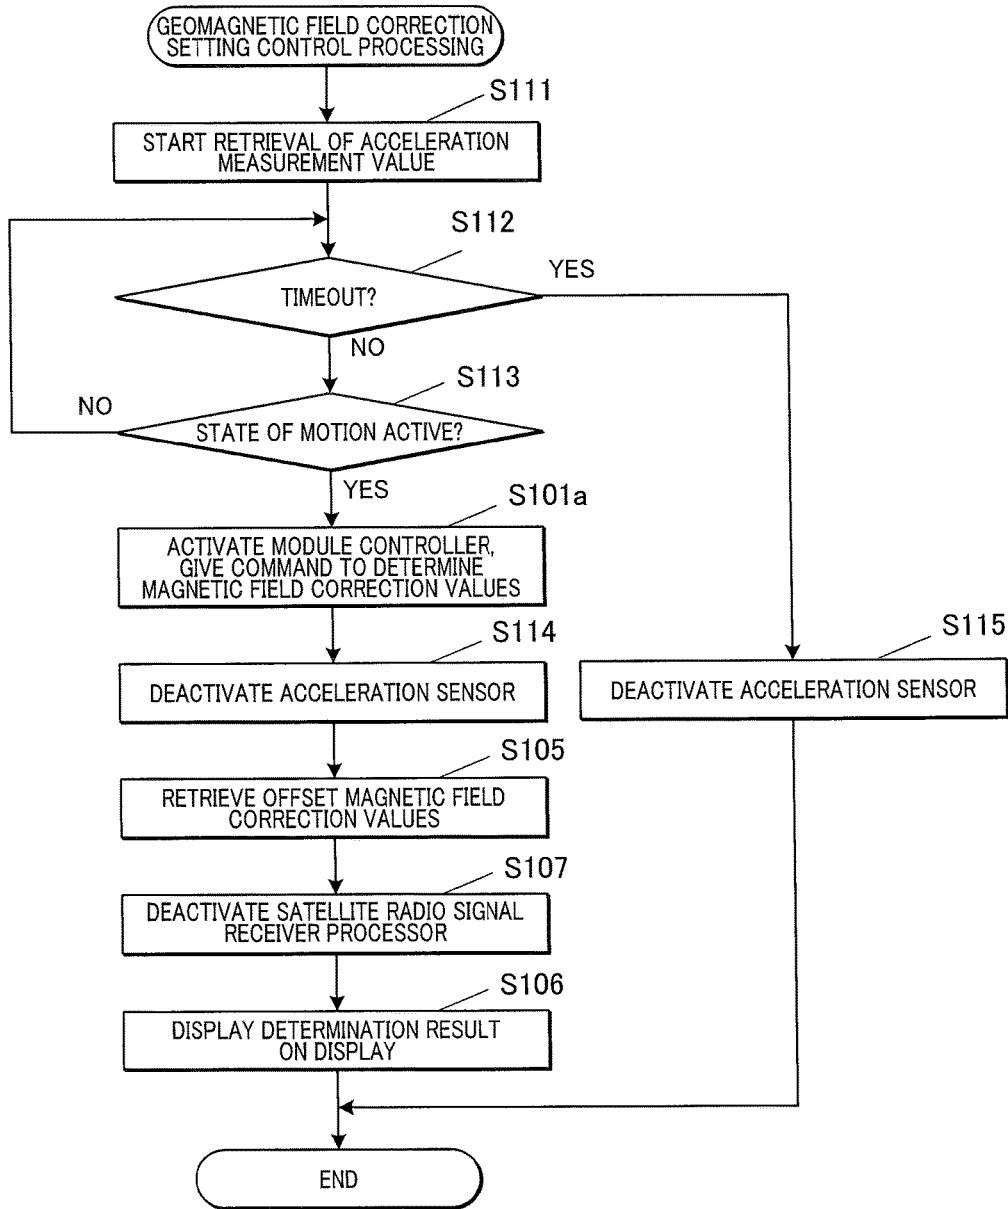 GEOMAGNETIC FIELD CORRECTION
SETTING CONTROL PROCESSING
S111
START RETRIEVAL OF ACCELERATION
MEASUREMENT VALUE
S112
YES
TIMEOUT?
NO
S113
NO
STATE OF MOTION ACTIVE?
YES
S101a
ACTIVATE MODULE CONTROLLER,
GIVE COMMAND TO DETERMINE
MAGNETIC FIELD CORRECTION VALUES
S114
DEACTIVATE ACCELERATION SENSOR
S115
DEACTIVATE ACCELERATION SENSOR
S105
RETRIEVE OFFSET MAGNETIC FIELD
CORRECTION VALUES
S107
DEACTIVATE SATELLITE RADIO SIGNAL
RECEIVER PROCESSOR
S106
DISPLAY DETERMINATION RESULT
ON DISPLAY
END